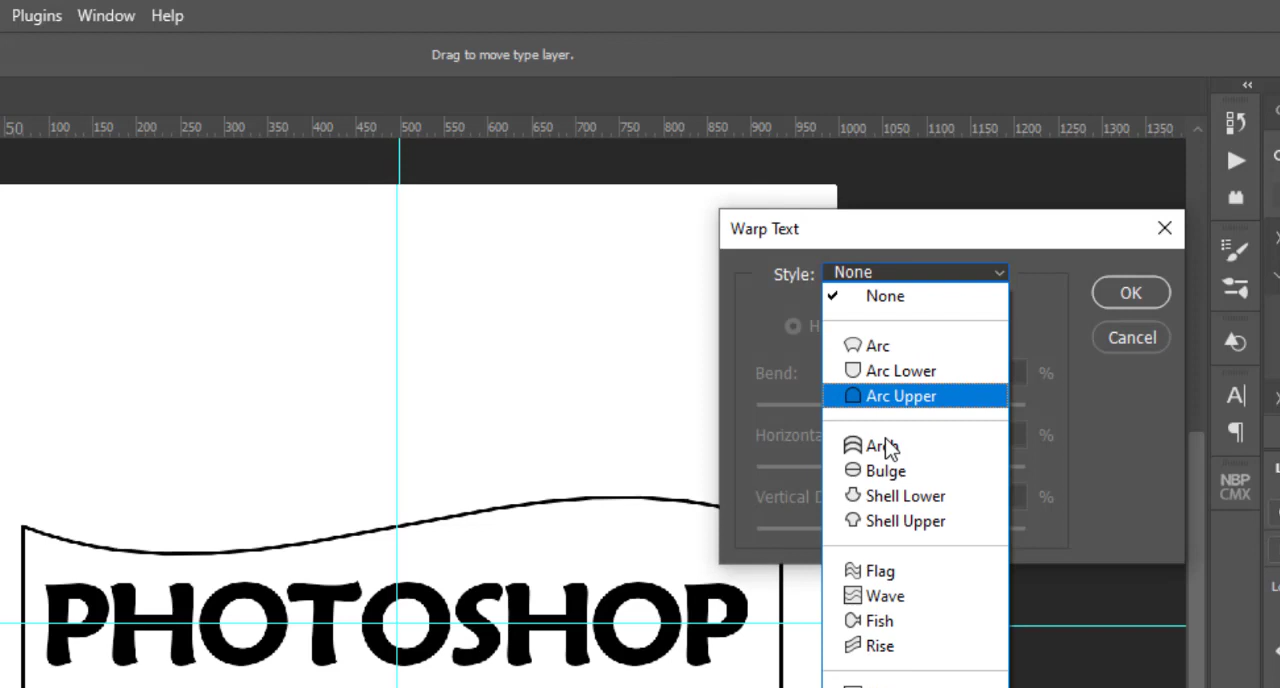 Plugins Window Help
Drag to move type layer.
50 100 150 200 250 300 350 400 450 500 550 600 650 700 750 800 850 900 950 1000 1050 1100 1150 1200 1250 1300 1350
Warp Text
Style: None
OK
None
Cancel
Arc
Bend: %
Arc Lower
Arc Upper
%
Bulge
Shell Lower
%
Shell Upper
NBP
CMX
Flag
Wave
Fish
Rise
PHOTOSHOP